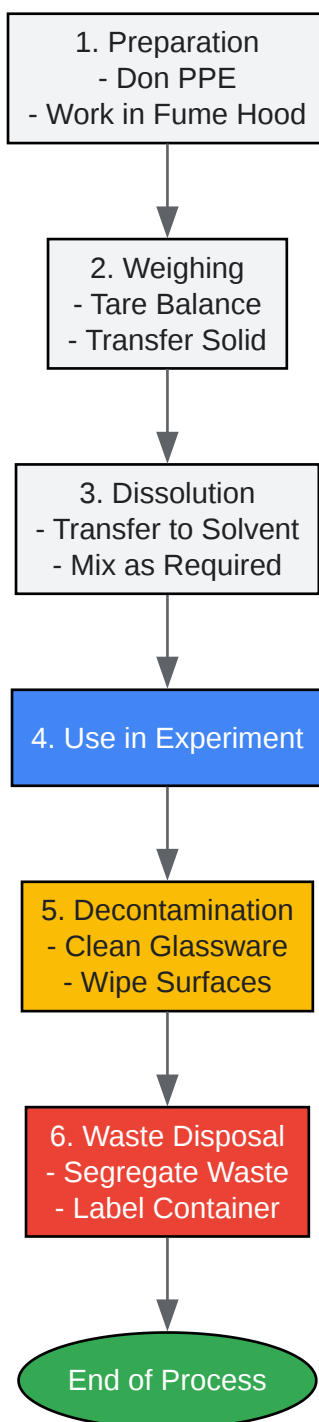 1. Preparation
- Don PPE
- Work in Fume Hood
2. Weighing
- Tare Balance
- Transfer Solid
3. Dissolution
- Transfer to Solvent
- Mix as Required
4. Use in Experiment
5. Decontamination
- Clean Glassware
- Wipe Surfaces
6. Waste Disposal
- Segregate Waste
- Label Container
End of Process